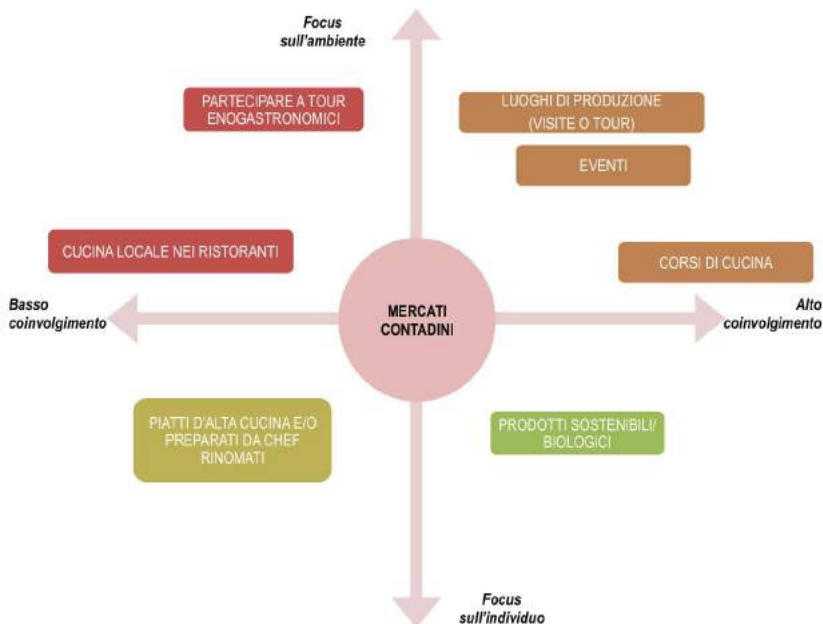 Focus
sull'ambiente
PARTECIPARE A TOUR
ENOGASTRONOMICI
LUOGHI DI PRODUZIONE
(VISITE O TOUR)
EVENTI
CUCINA LOCALE NEI RISTORANTI
CORSI DI CUCINA
Basso
coinvolgimento
MERCATI
CONTADINI
Alto
coinvolgimento
PIATTI D'ALTA CUCINA E/O
PREPARATI DA CHEF
RINOMATI
PRODOTTI SOSTENIBILI/
BIOLOGICI
Focus
sull'individuo